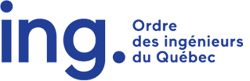 ing.
Ordre
des ingénieurs
du Québec